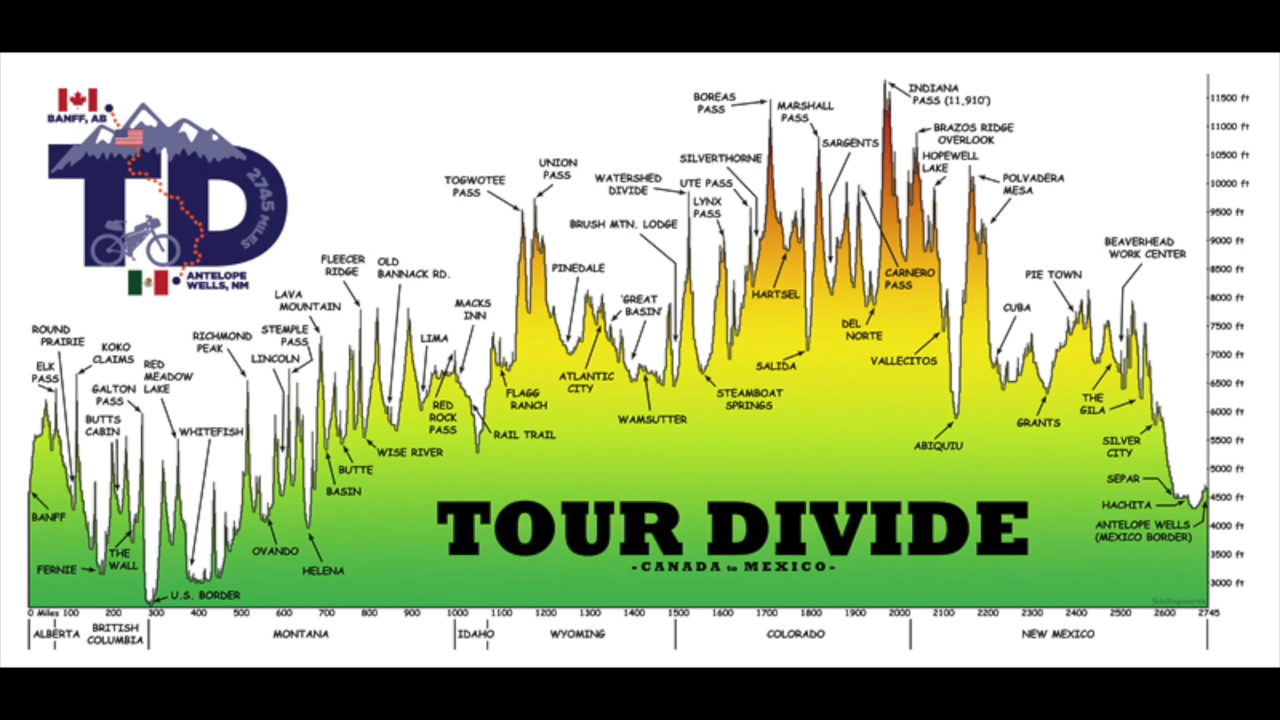 BANFF, AB
TD
2745 MILES
ANTELOPE
WELLS, NM
ROUND
PRAIRIE
ELK
PASS
KOKO
CLAIMS
GALTON
PASS
BUTTS
CABIN
RED
MEADOW
LAKE
WHITEFISH
BANFF
FERNIE
THE
WALL
U.S. BORDER
RICHMOND
PEAK
LINCOLN
STEMPLE
PASS
LAVA
MOUNTAIN
FLEECER
RIDGE
OLD
BANNACK RD.
OVANDO
HELENA
BASIN
BUTTE
WISE RIVER
LIMA
MACKS
INN
RED
ROCK
PASS
RAIL TRAIL
TOGWOTEE
PASS
UNION
PASS
FLAGG
RANCH
PINEDALE
ATLANTIC
CITY
'GREAT
BASIN'
WAMSUTTER
BRUSH MTN. LODGE
WATERSHED
DIVIDE
STEAMBOAT
SPRINGS
LYNX
PASS
UTE PASS
SILVERTHORNE
BOREAS
PASS
HARTSEL
MARSHALL
PASS
SALIDA
SARGENTS
CARNERO
PASS
DEL
NORTE
INDIANA
PASS (11,910')
BRAZOS RIDGE
OVERLOOK
HOPEWELL
LAKE
VALLECITOS
ABIQUIU
POLVADERA
MESA
CUBA
GRANTS
PIE TOWN
BEAVERHEAD
WORK CENTER
THE
GILA
SILVER
CITY
SEPAR
HACHITA
ANTELOPE WELLS
(MEXICO BORDER)
11500 ft
11000 ft
10500 ft
10000 ft
9500 ft
9000 ft
8500 ft
8000 ft
7500 ft
7000 ft
6500 ft
6000 ft
5500 ft
5000 ft
4500 ft
4000 ft
3500 ft
3000 ft
TOUR DIVIDE
- CANADA to MEXICO -
0 Miles 100 200 300 400 500 600 700 800 900 1000 1100 1200 1300 1400 1500 1600 1700 1800 1900 2000 2100 2200 2300 2400 2500 2600 2745
ALBERTA BRITISH COLUMBIA MONTANA IDAHO WYOMING COLORADO NEW MEXICO